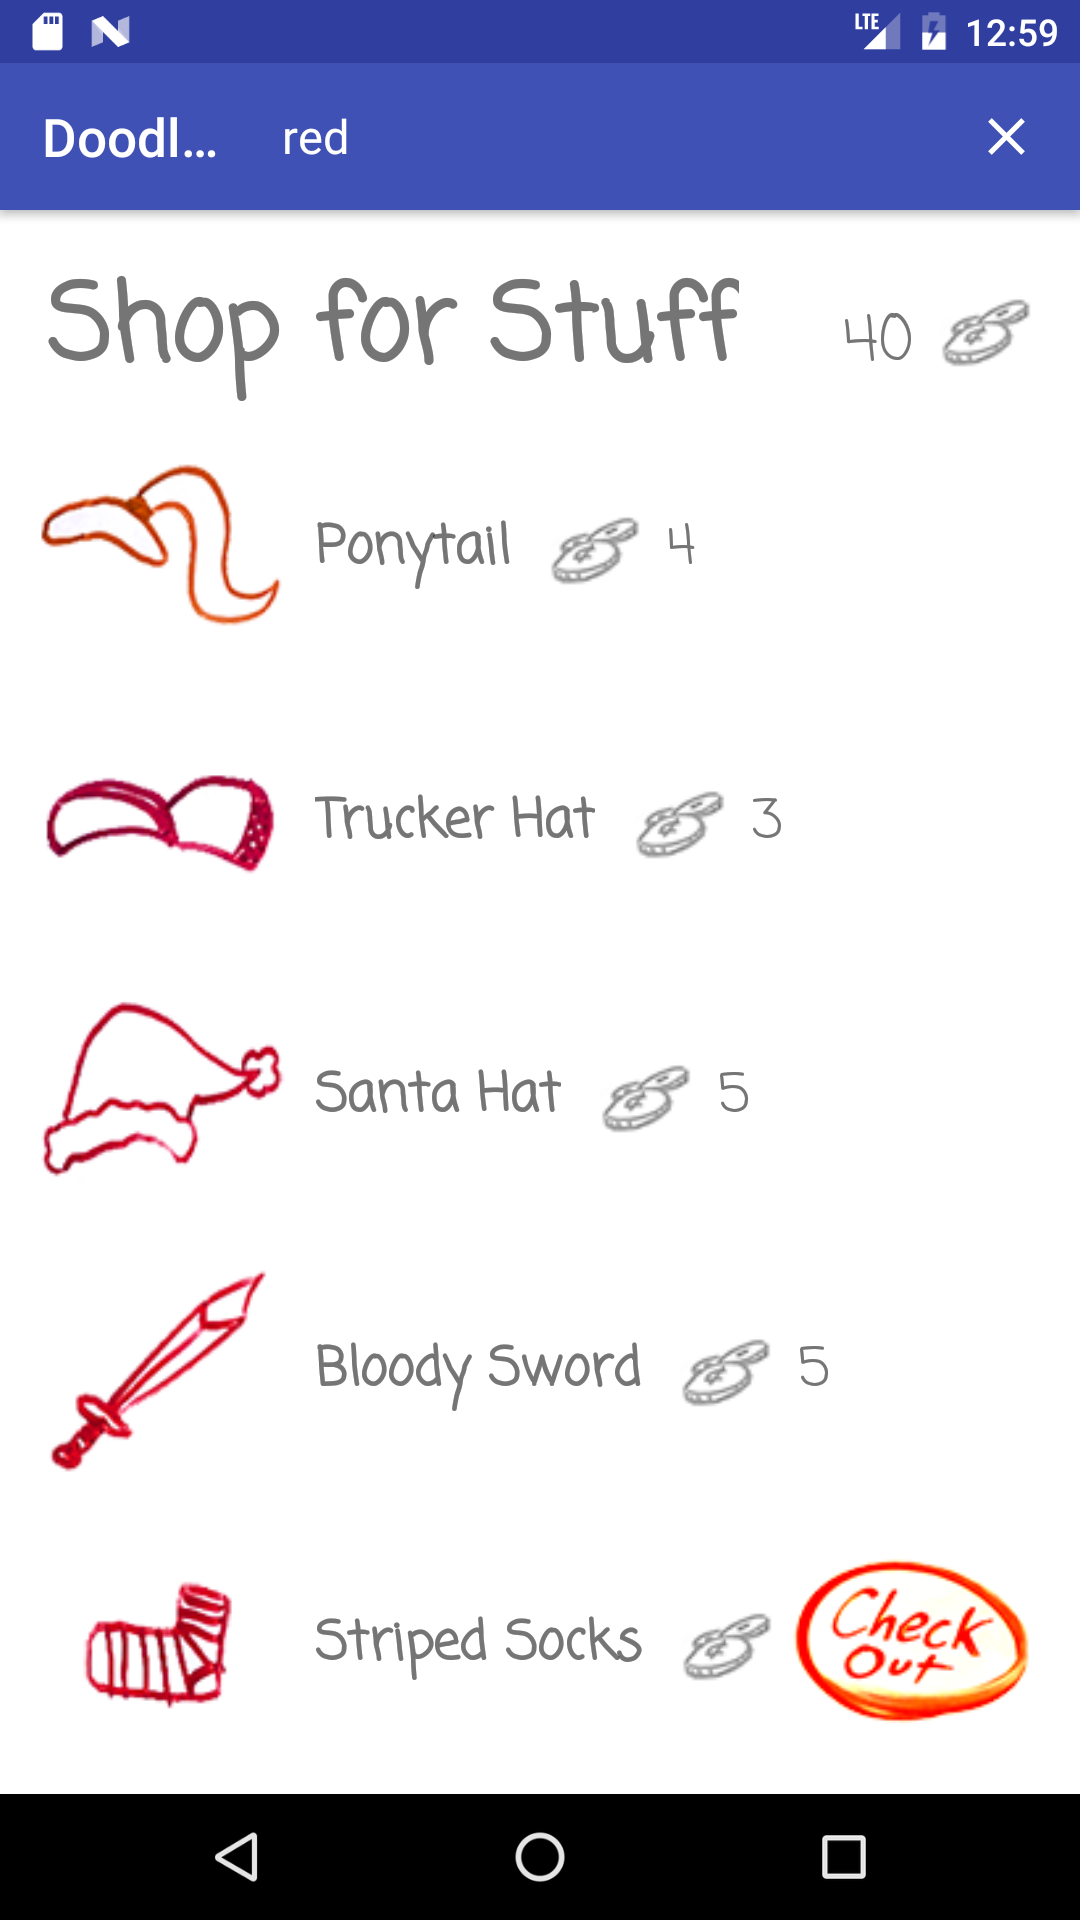 LTE 12:59
Doodl... red
Shop for Stuff 40
Ponytail 4
Trucker Hat 3
Santa Hat 5
Bloody Sword 5
Striped Socks
Check
Out